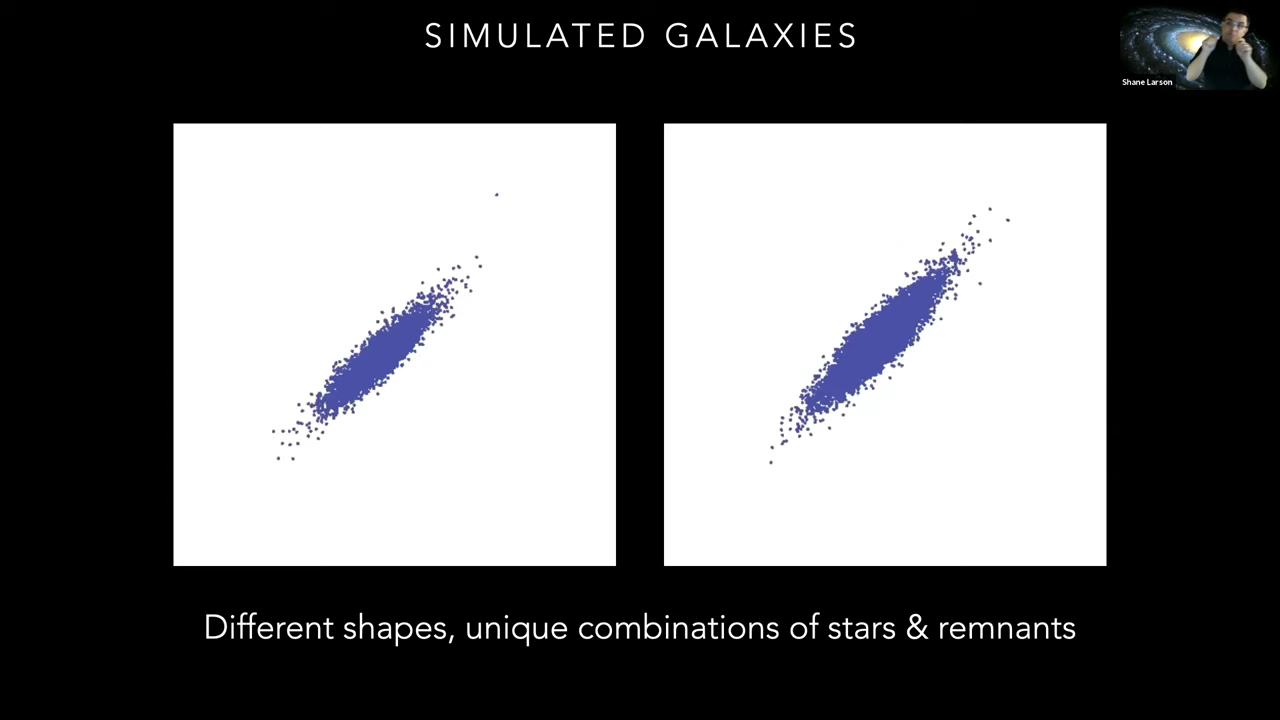 SIMULATED GALAXIES
Shane Larson
Different shapes, unique combinations of stars & remnants